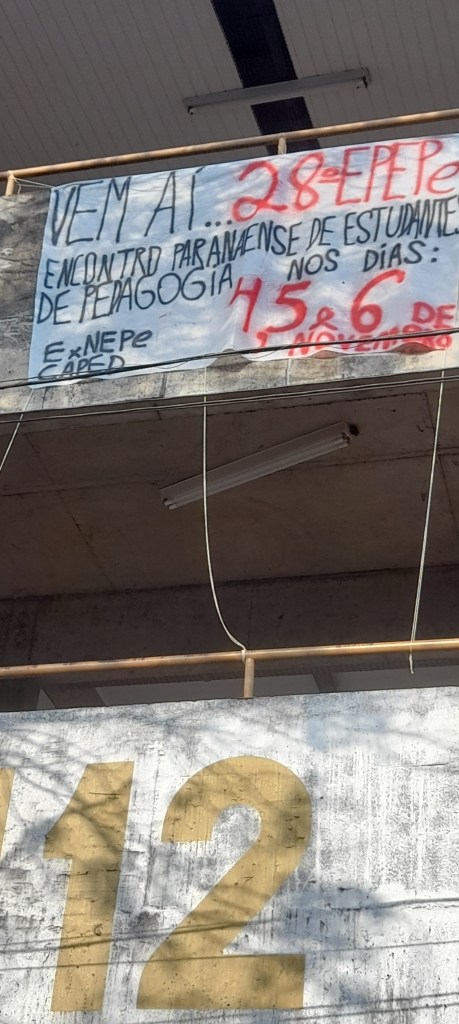 VEM AÍ... 28º EPEPe
ENCONTRO PARANAENSE DE ESTUDANTES
DE PEDAGOGIA NOS DIAS:
4 5 & 6 DE
NOVEMBRO
ExNEPe
CAPED
12